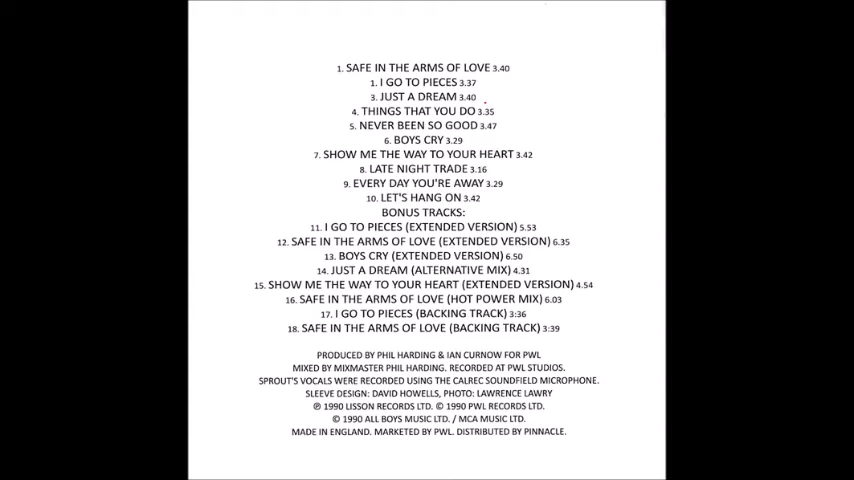 1. SAFE IN THE ARMS OF LOVE 3.40
1. I GO TO PIECES 3.37
3. JUST A DREAM 3.40
4. THINGS THAT YOU DO 3.35
5. NEVER BEEN SO GOOD 3.47
6. BOYS CRY 3.29
7. SHOW ME THE WAY TO YOUR HEART 3.42
8. LATE NIGHT TRADE 3.16
9. EVERY DAY YOU'RE AWAY 3.29
10. LET'S HANG ON 3.42
BONUS TRACKS:
11. I GO TO PIECES (EXTENDED VERSION) 5.53
12. SAFE IN THE ARMS OF LOVE (EXTENDED VERSION) 6.35
13. BOYS CRY (EXTENDED VERSION) 6.50
14. JUST A DREAM (ALTERNATIVE MIX) 4.31
15. SHOW ME THE WAY TO YOUR HEART (EXTENDED VERSION) 4.54
16. SAFE IN THE ARMS OF LOVE (HOT POWER MIX) 6.03
17. I GO TO PIECES (BACKING TRACK) 3:36
18. SAFE IN THE ARMS OF LOVE (BACKING TRACK) 3:39
PRODUCED BY PHIL HARDING & IAN CURNOW FOR PWL
MIXED BY MIXMASTER PHIL HARDING. RECORDED AT PWL STUDIOS.
SPROUT'S VOCALS WERE RECORDED USING THE CALREC SOUNDFIELD MICROPHONE.
SLEEVE DESIGN: DAVID HOWELLS, PHOTO: LAWRENCE LAWRY
℗ 1990 LISSON RECORDS LTD. © 1990 PWL RECORDS LTD.
© 1990 ALL BOYS MUSIC LTD. / MCA MUSIC LTD.
MADE IN ENGLAND. MARKETED BY PWL. DISTRIBUTED BY PINNACLE.